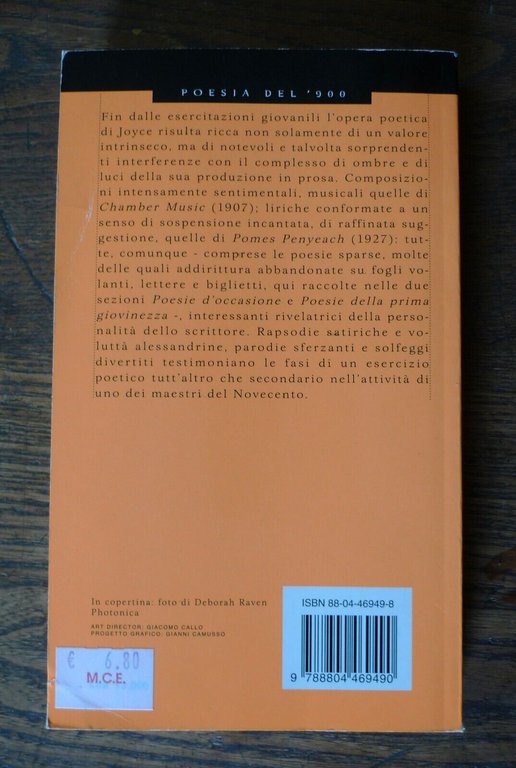 POESIA DEL '900
Fin dalle esercitazioni giovanili l'opera poetica
di Joyce risulta ricca non solamente di un valore
intrinseco, ma di notevoli e talvolta sorprenden-
ti interferenze con il complesso di ombre e di
luci della sua produzione in prosa. Composizio-
ni intensamente sentimentali, musicali quelle di
Chamber Music (1907); liriche conformate a un
senso di sospensione incantata, di raffinata sug-
gestione, quelle di Pomes Penyeach (1927): tut-
te, comunque - comprese le poesie sparse, molte
delle quali addirittura abbandonate su fogli vo-
lanti, lettere e biglietti, qui raccolte nelle due
sezioni Poesie d'occasione e Poesie della prima
giovinezza -, interessanti rivelatrici della perso-
nalità dello scrittore. Rapsodie satiriche e vo-
luttà alessandrine, parodie sferzanti e solfeggi
divertiti testimoniano le fasi di un esercizio
poetico tutt'altro che secondario nell'attività di
uno dei maestri del Novecento.
In copertina: foto di Deborah Raven
Photonica
ART DIRECTOR: GIACOMO CALLO
PROGETTO GRAFICO: GIANNI CAMUSSO
€ 6.80
M.C.E.
ISBN 88-04-46949-8
9 788804 469490